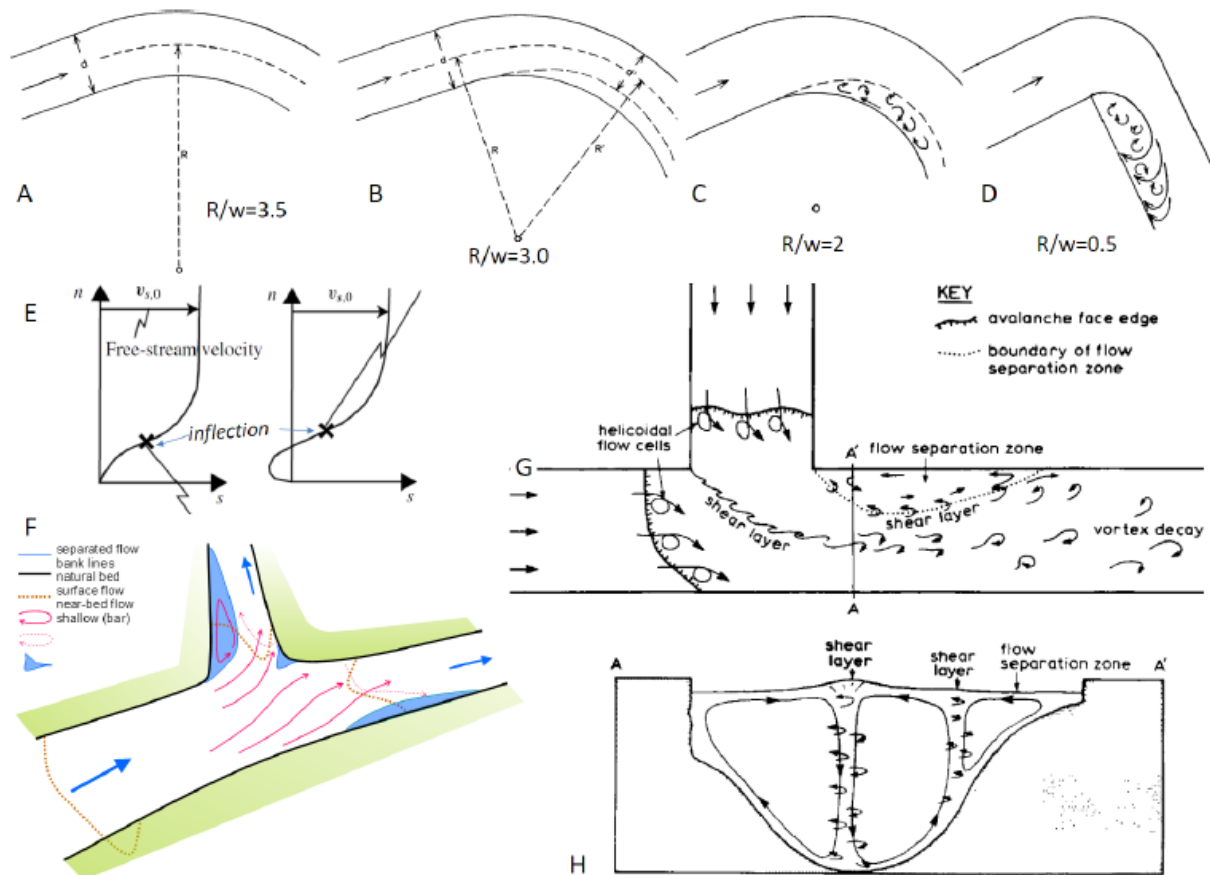 d
R
A
R/w=3.5
d
d'
R
R'
B
R/w=3.0
C
R/w=2
D
R/w=0.5
E
n
vs,0
Free-stream velocity
s
n
vs,0
inflection
s
KEY
avalanche face edge
boundary of flow
separation zone
helicoidal
flow cells
G
A'
flow separation zone
shear layer
shear layer
vortex decay
A
F
separated flow
bank lines
natural bed
surface flow
near-bed flow
shallow (bar)
H
A
shear
layer
shear
layer
flow
separation zone
A'